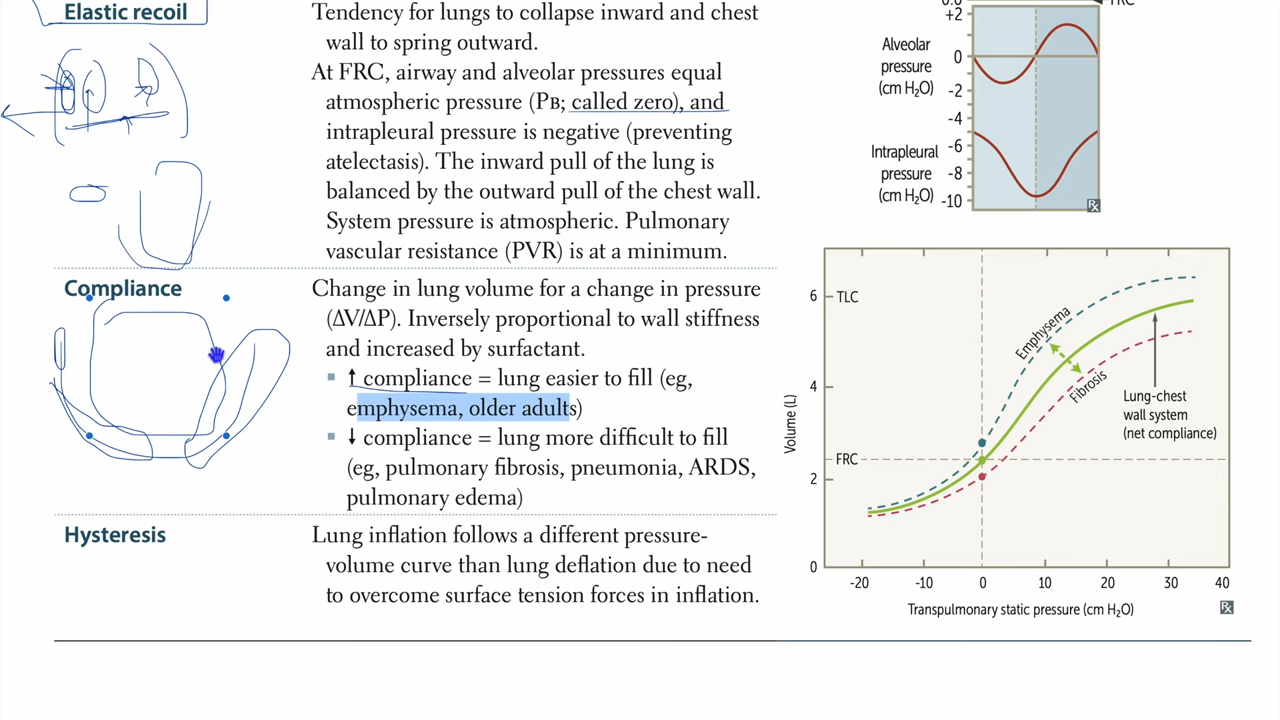 Elastic recoil
Tendency for lungs to collapse inward and chest
wall to spring outward.
At FRC, airway and alveolar pressures equal
atmospheric pressure (PB; called zero), and
intrapleural pressure is negative (preventing
atelectasis). The inward pull of the lung is
balanced by the outward pull of the chest wall.
System pressure is atmospheric. Pulmonary
vascular resistance (PVR) is at a minimum.
Compliance
Change in lung volume for a change in pressure
(ΔV/ΔP). Inversely proportional to wall stiffness
and increased by surfactant.
↑ compliance = lung easier to fill (eg,
emphysema, older adults)
↓ compliance = lung more difficult to fill
(eg, pulmonary fibrosis, pneumonia, ARDS,
pulmonary edema)
Hysteresis
Lung inflation follows a different pressure-
volume curve than lung deflation due to need
to overcome surface tension forces in inflation.
FRC
+2
Alveolar
pressure
(cm H₂O)
0
-2
-4
Intrapleural
pressure
(cm H₂O)
-6
-8
-10
Rx
6
TLC
Emphysema
Fibrosis
4
Lung-chest
wall system
(net compliance)
Volume (L)
FRC
2
0
-20 -10 0 10 20 30 40
Transpulmonary static pressure (cm H₂O)
Rx